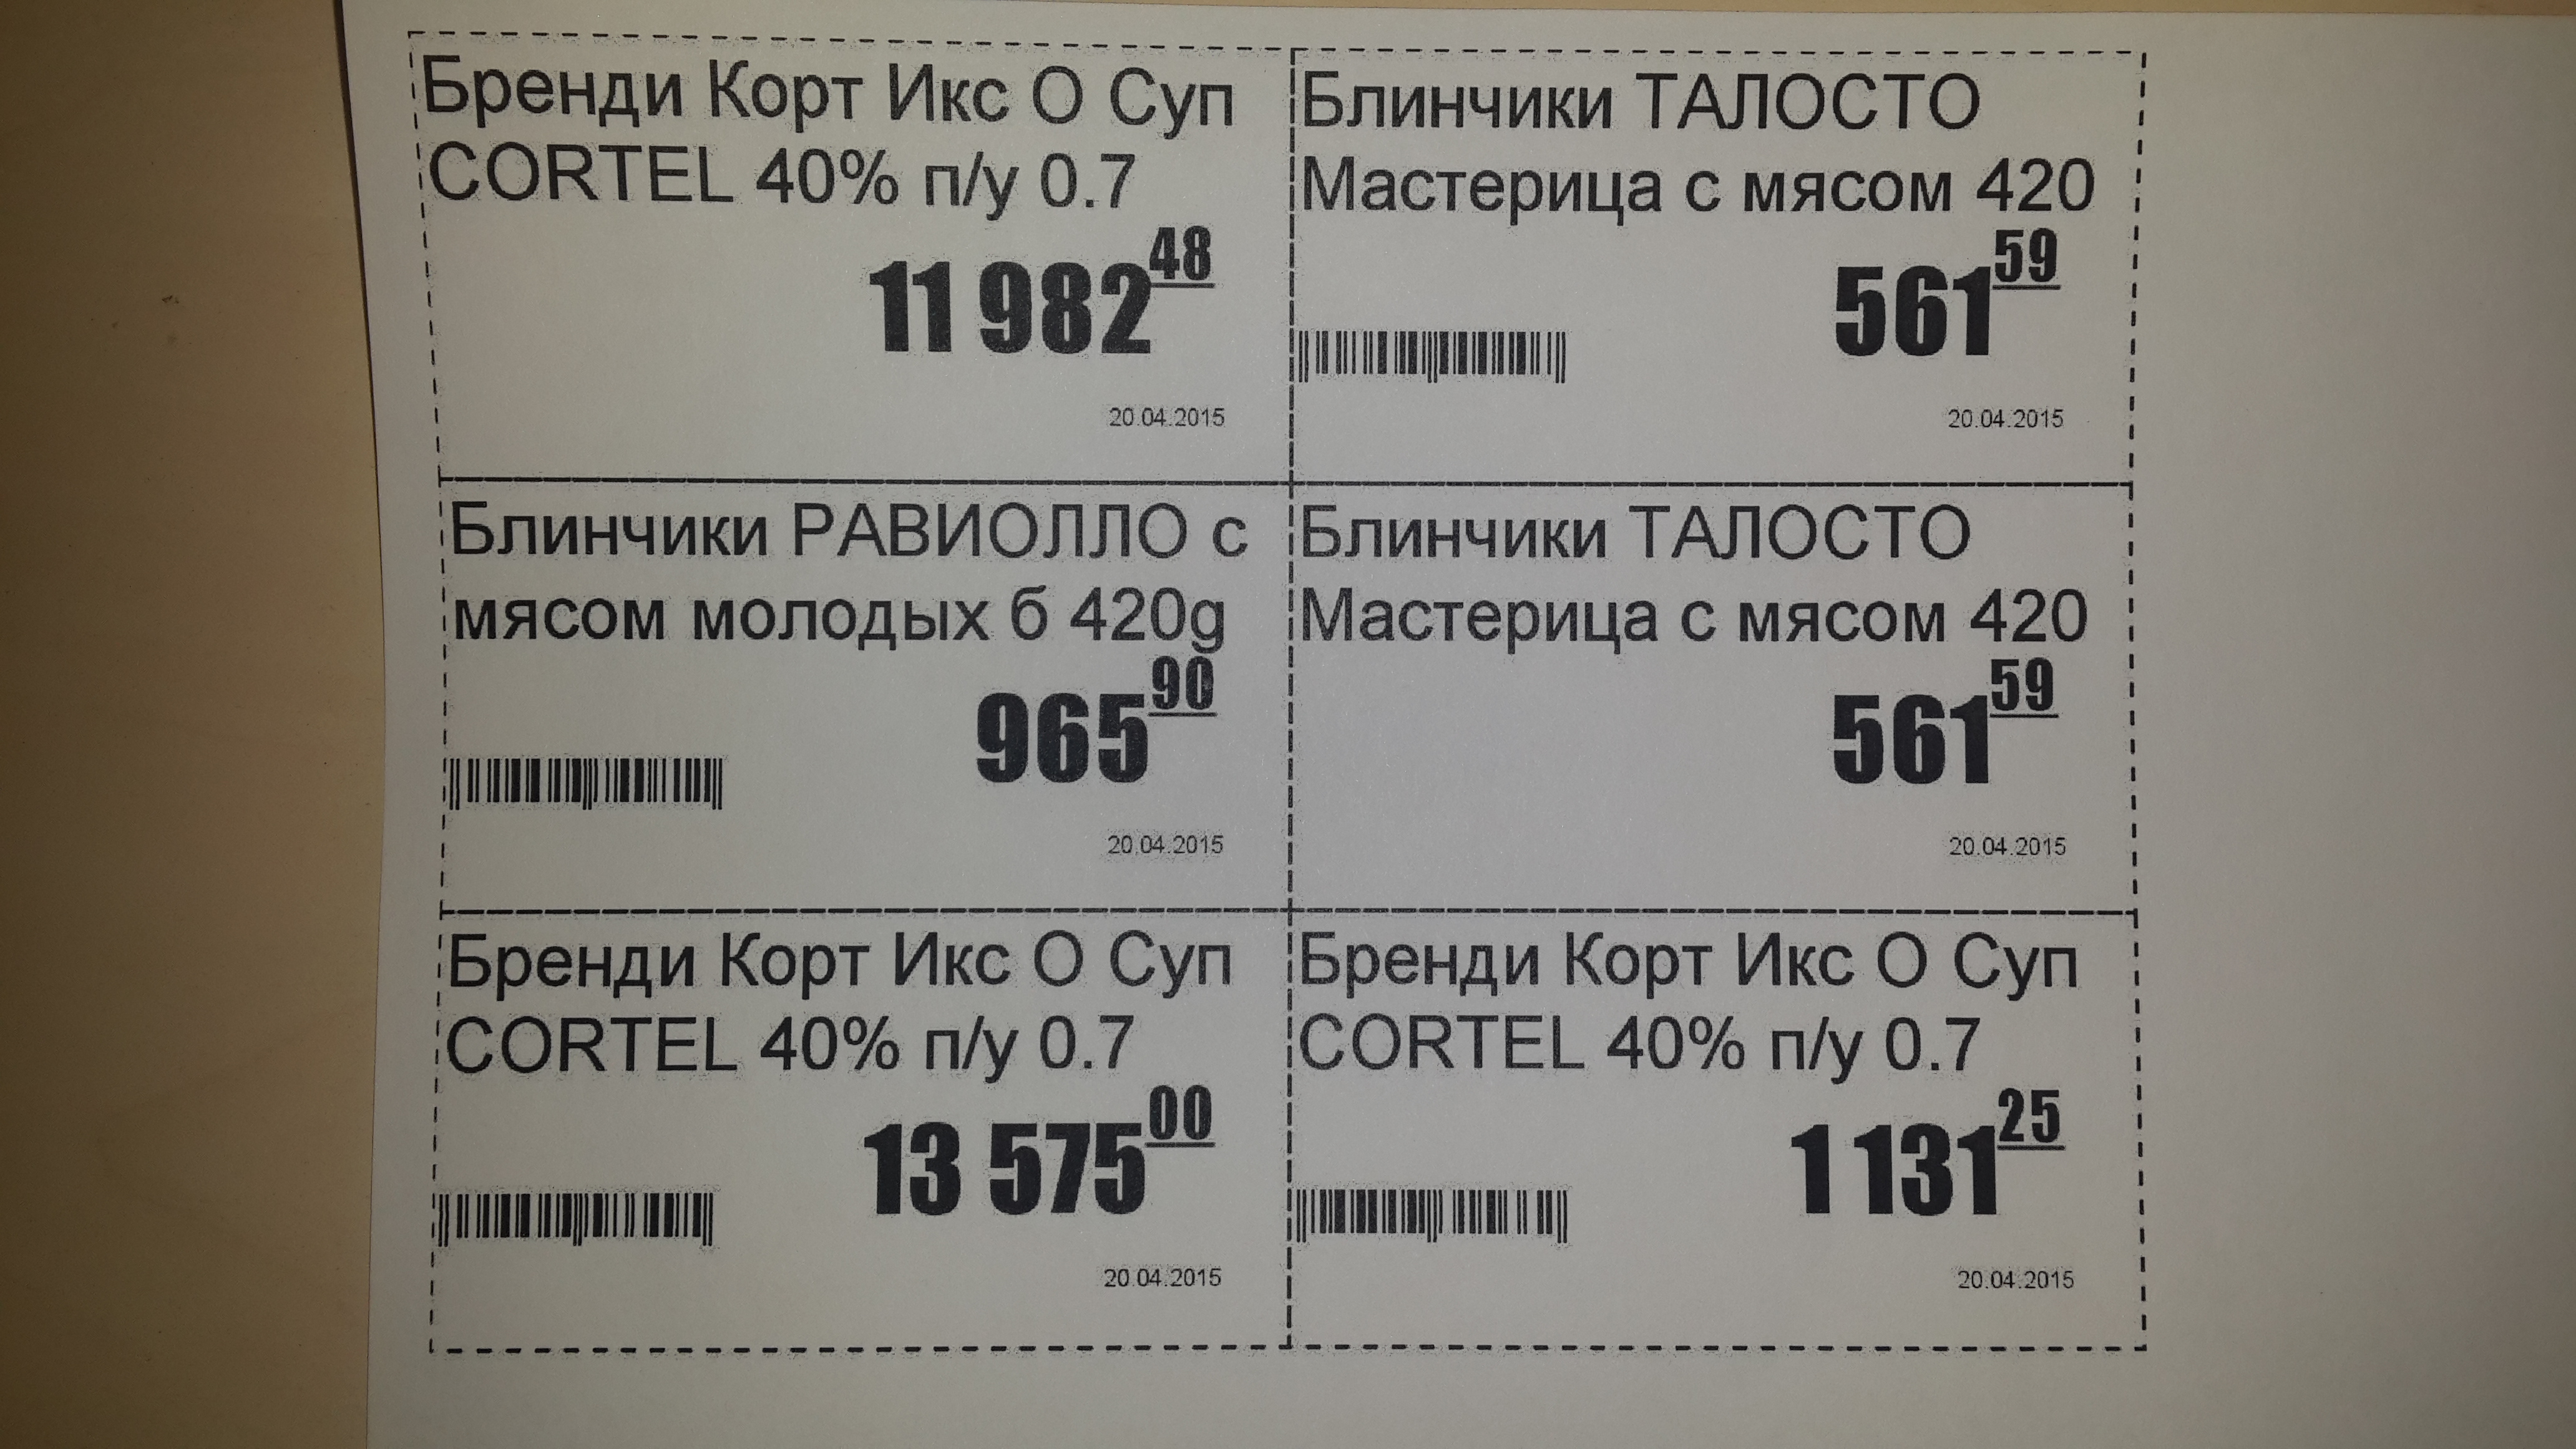 Бренди Корт Икс О Суп
CORTEL 40% п/у 0.7
11 982 48
20.04.2015
Блинчики ТАЛОСТО
Мастерица с мясом 420
561 59
20.04.2015
Блинчики РАВИОЛЛО с
мясом молодых б 420g
965 90
20.04.2015
Блинчики ТАЛОСТО
Мастерица с мясом 420
561 59
20.04.2015
Бренди Корт Икс О Суп
CORTEL 40% п/у 0.7
13 575 00
20.04.2015
Бренди Корт Икс О Суп
CORTEL 40% п/у 0.7
1 131 25
20.04.2015